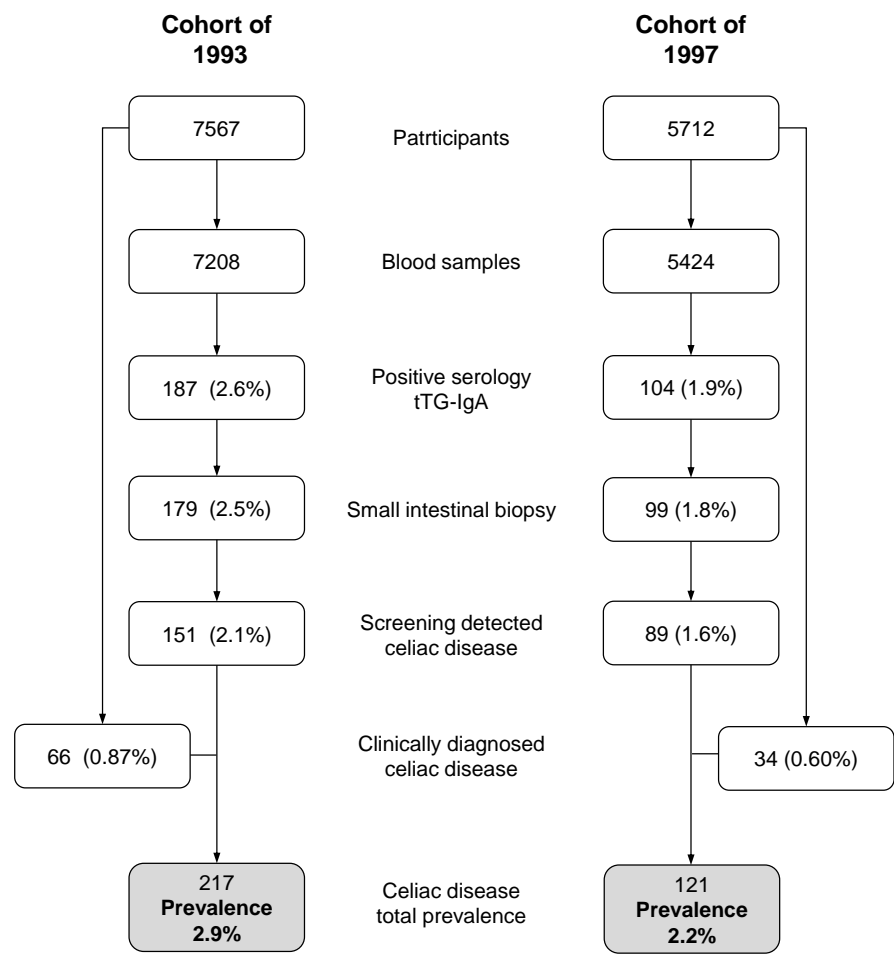 Cohort of
1993
Cohort of
1997
7567
Patrticipants
5712
7208
Blood samples
5424
187 (2.6%)
Positive serology
tTG-IgA
104 (1.9%)
179 (2.5%)
Small intestinal biopsy
99 (1.8%)
151 (2.1%)
Screening detected
celiac disease
89 (1.6%)
66 (0.87%)
Clinically diagnosed
celiac disease
34 (0.60%)
217
Prevalence
2.9%
Celiac disease
total prevalence
121
Prevalence
2.2%